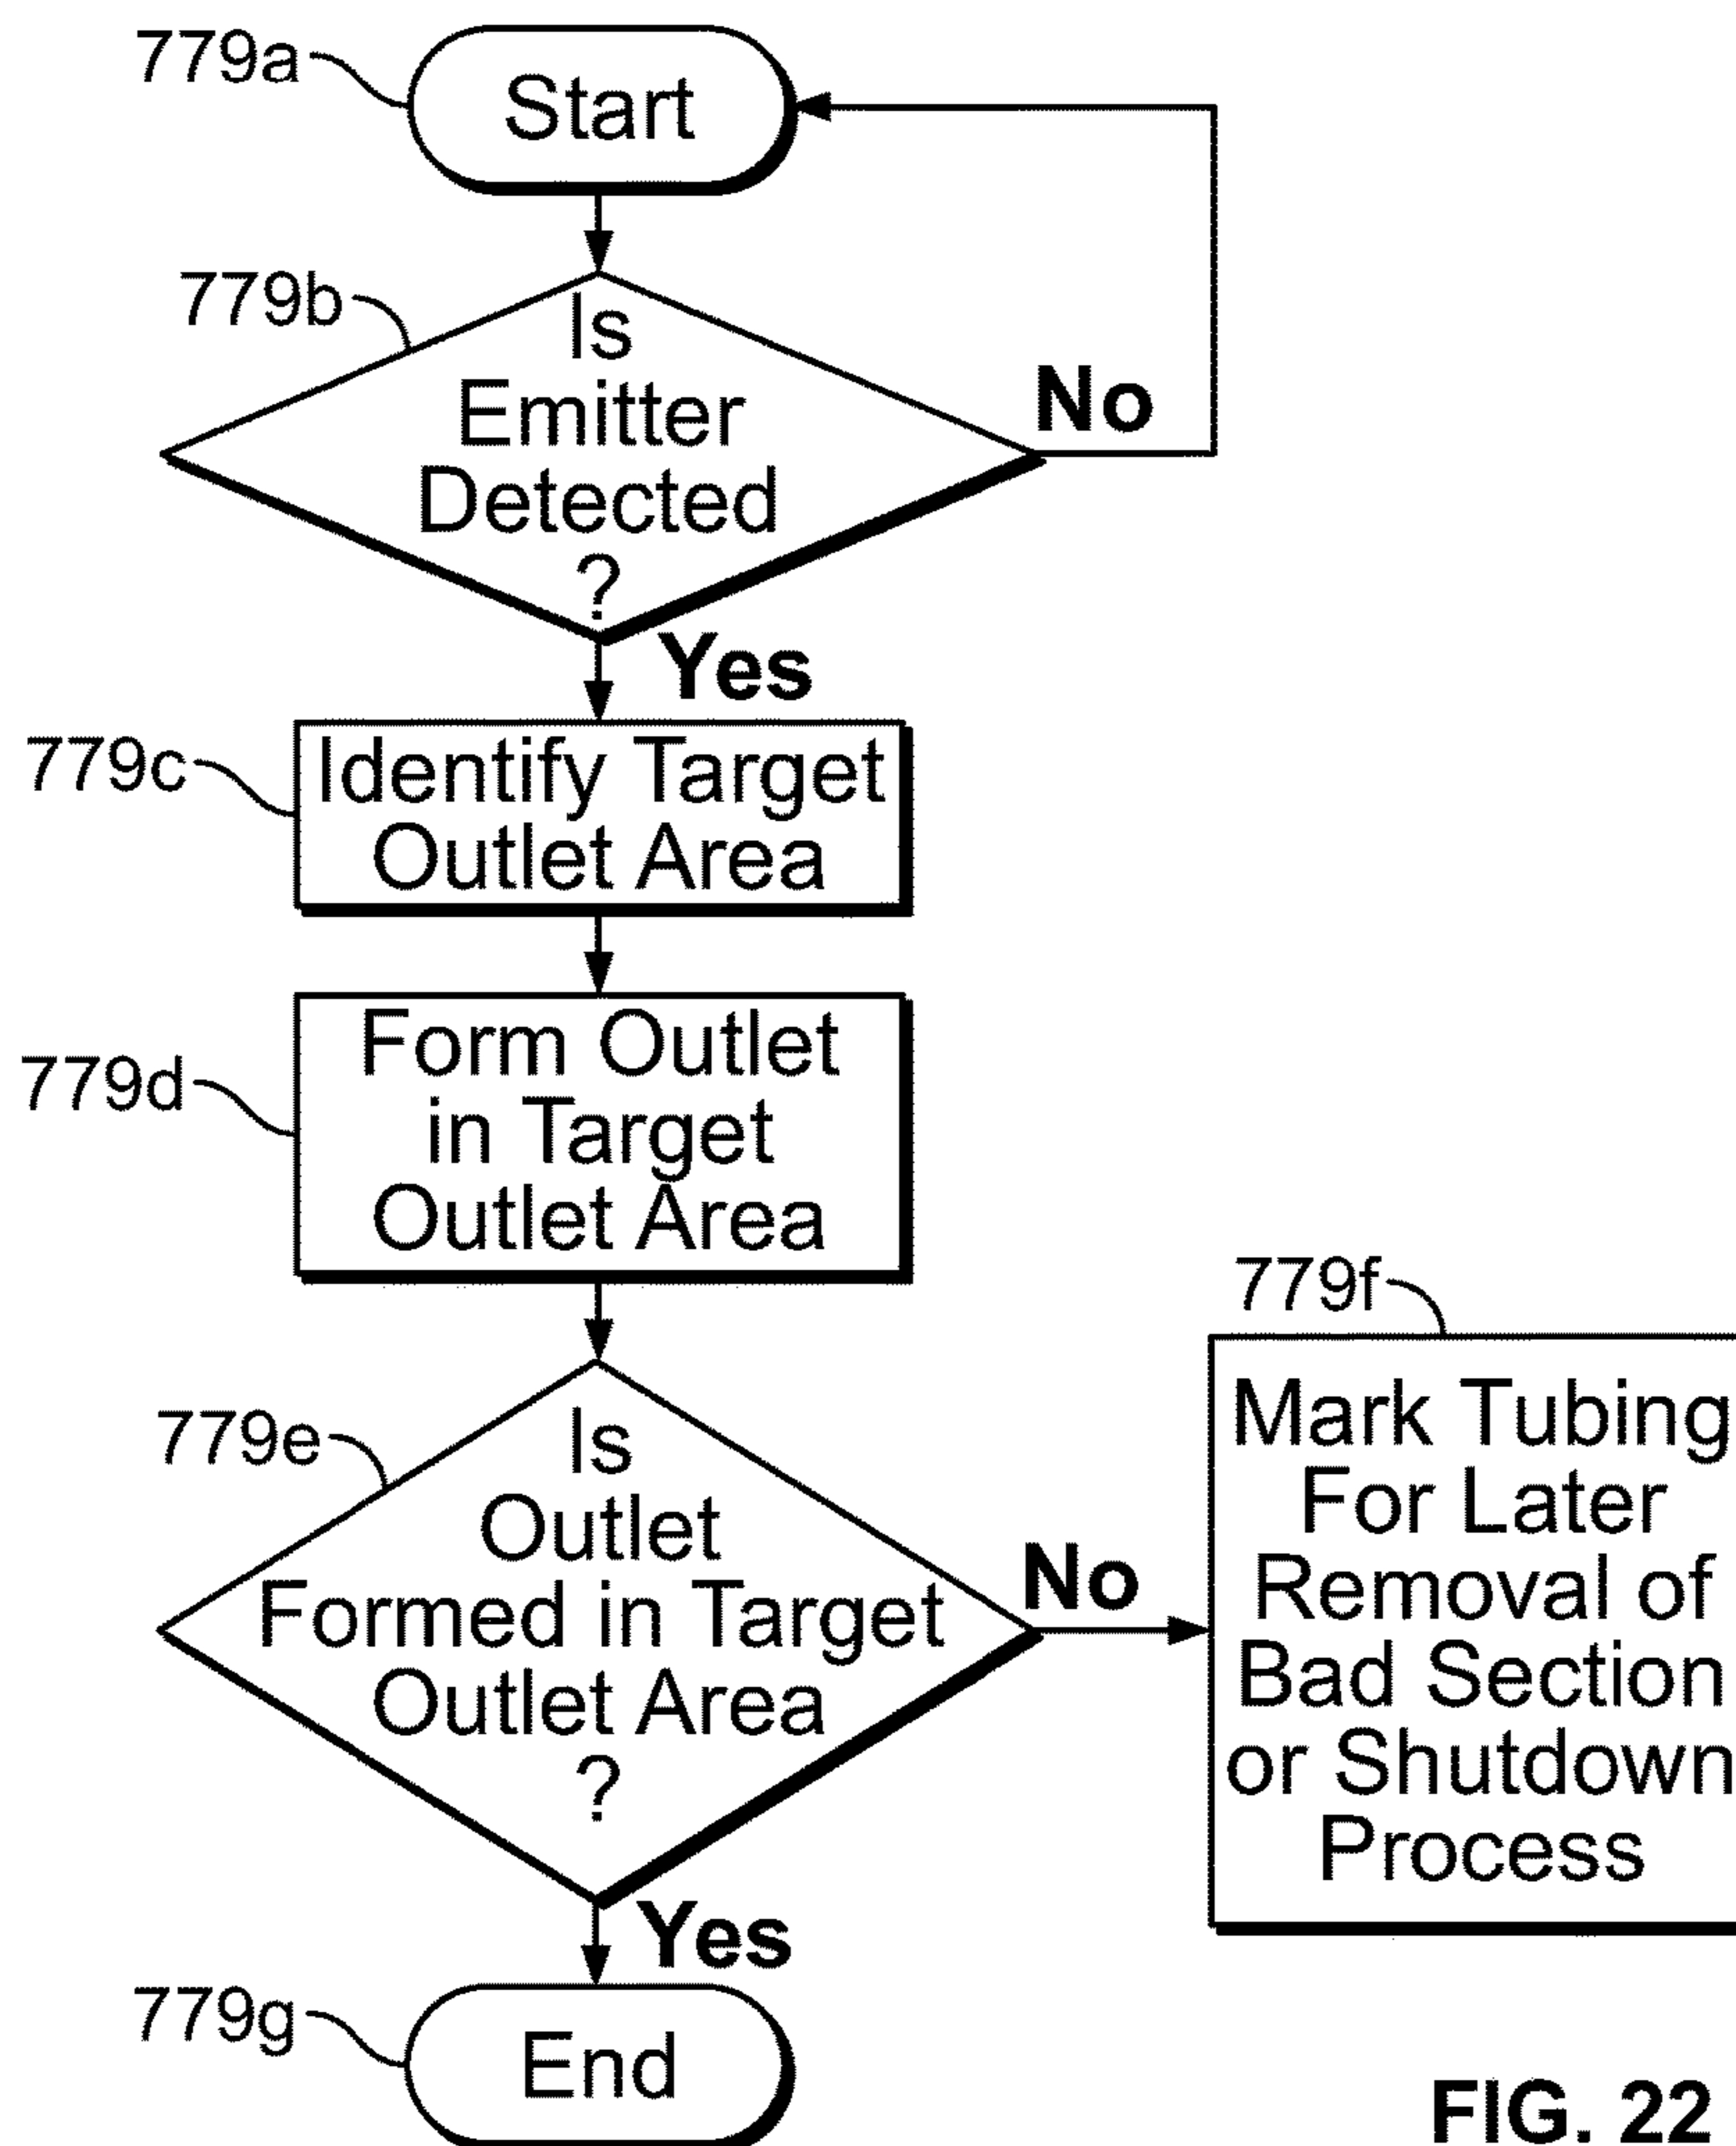 779a
Start
779b
Is
Emitter
Detected
?
No
Yes
779c
Identify Target
Outlet Area
779d
Form Outlet
in Target
Outlet Area
779e
Is
Outlet
Formed in Target
Outlet Area
?
No
779f
Mark Tubing
For Later
Removal of
Bad Section
or Shutdown
Process
Yes
779g
End
FIG. 22